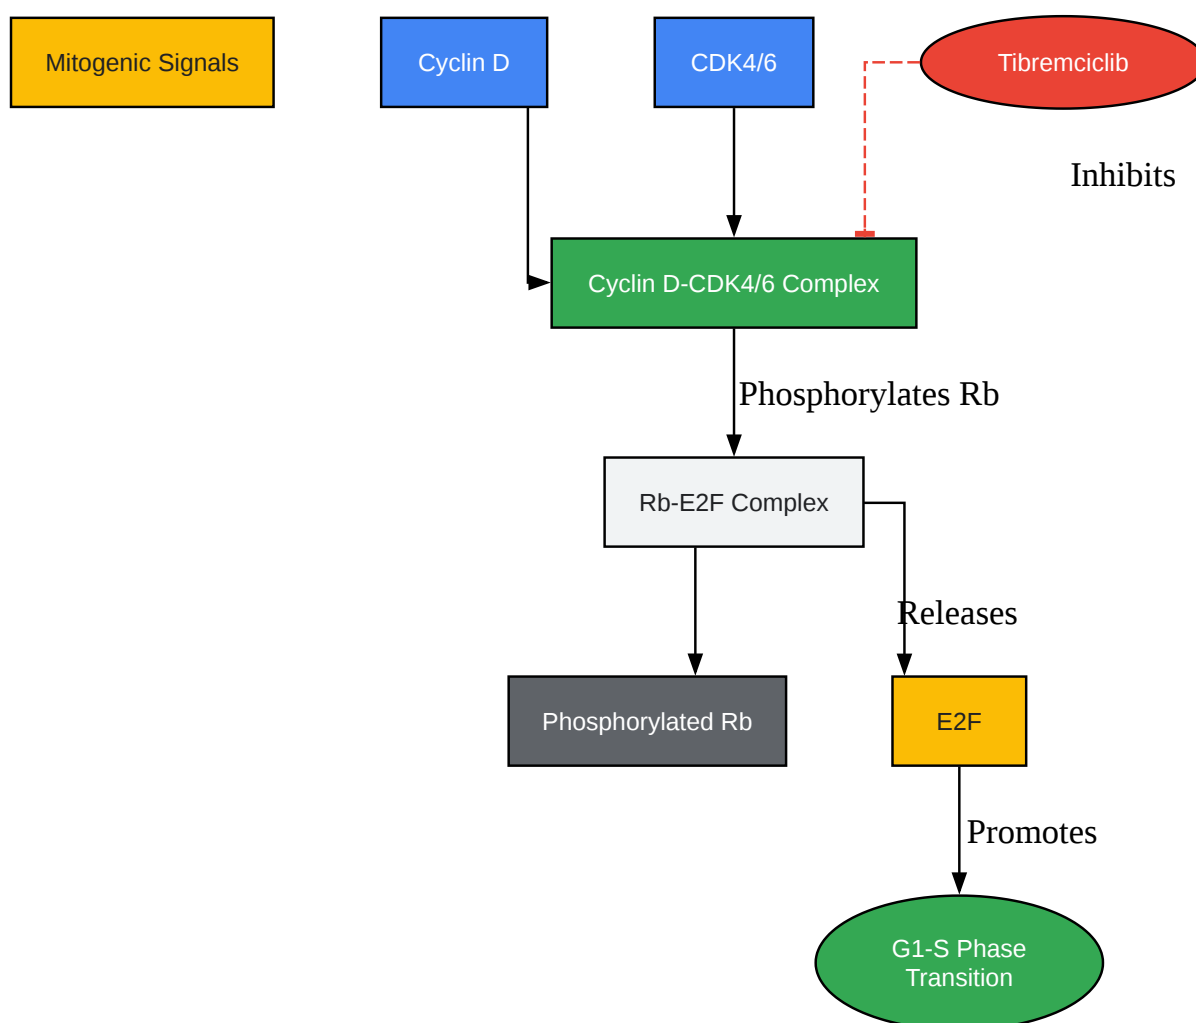 Mitogenic Signals
Cyclin D
CDK4/6
Tibremciclib
Inhibits
Cyclin D-CDK4/6 Complex
Phosphorylates Rb
Rb-E2F Complex
Releases
Phosphorylated Rb
E2F
Promotes
G1-S Phase
Transition